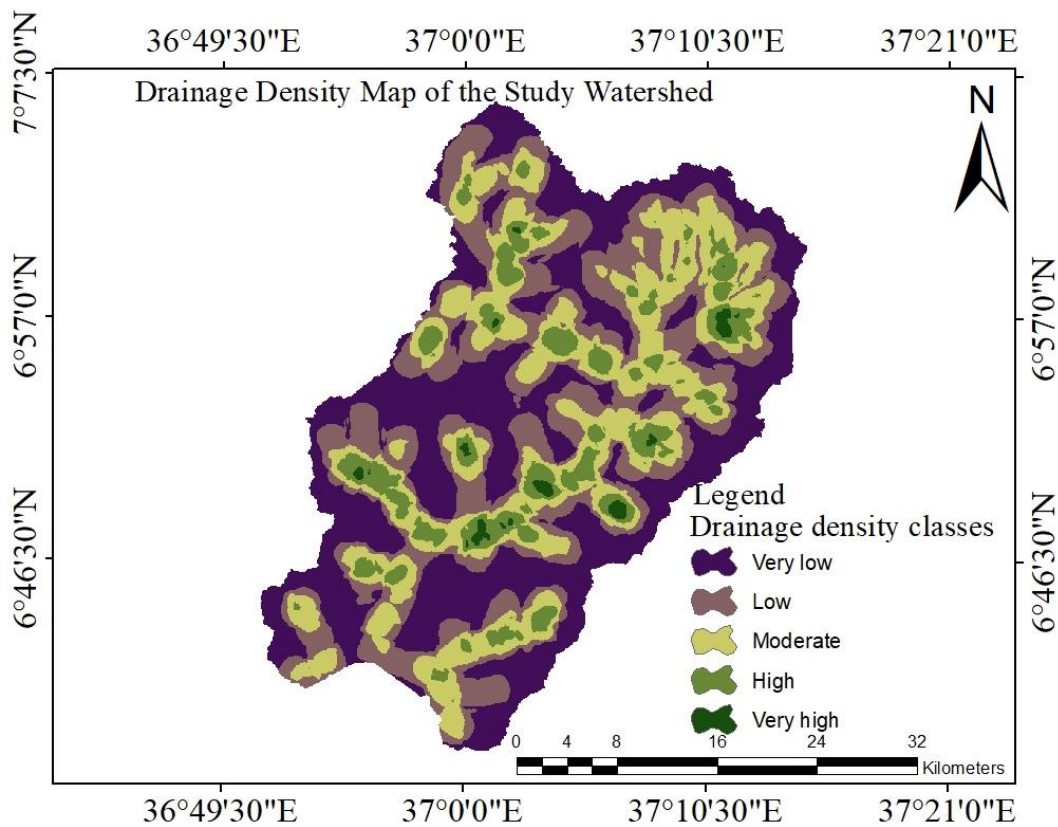 36°49'30"E 37°0'0"E 37°10'30"E 37°21'0"E
7°7'30"N
Drainage Density Map of the Study Watershed
N
6°57'0"N
6°57'0"N
6°46'30"N
6°46'30"N
Legend
Drainage density classes
Very low
Low
Moderate
High
Very high
0 4 8 16 24 32
Kilometers
36°49'30"E 37°0'0"E 37°10'30"E 37°21'0"E